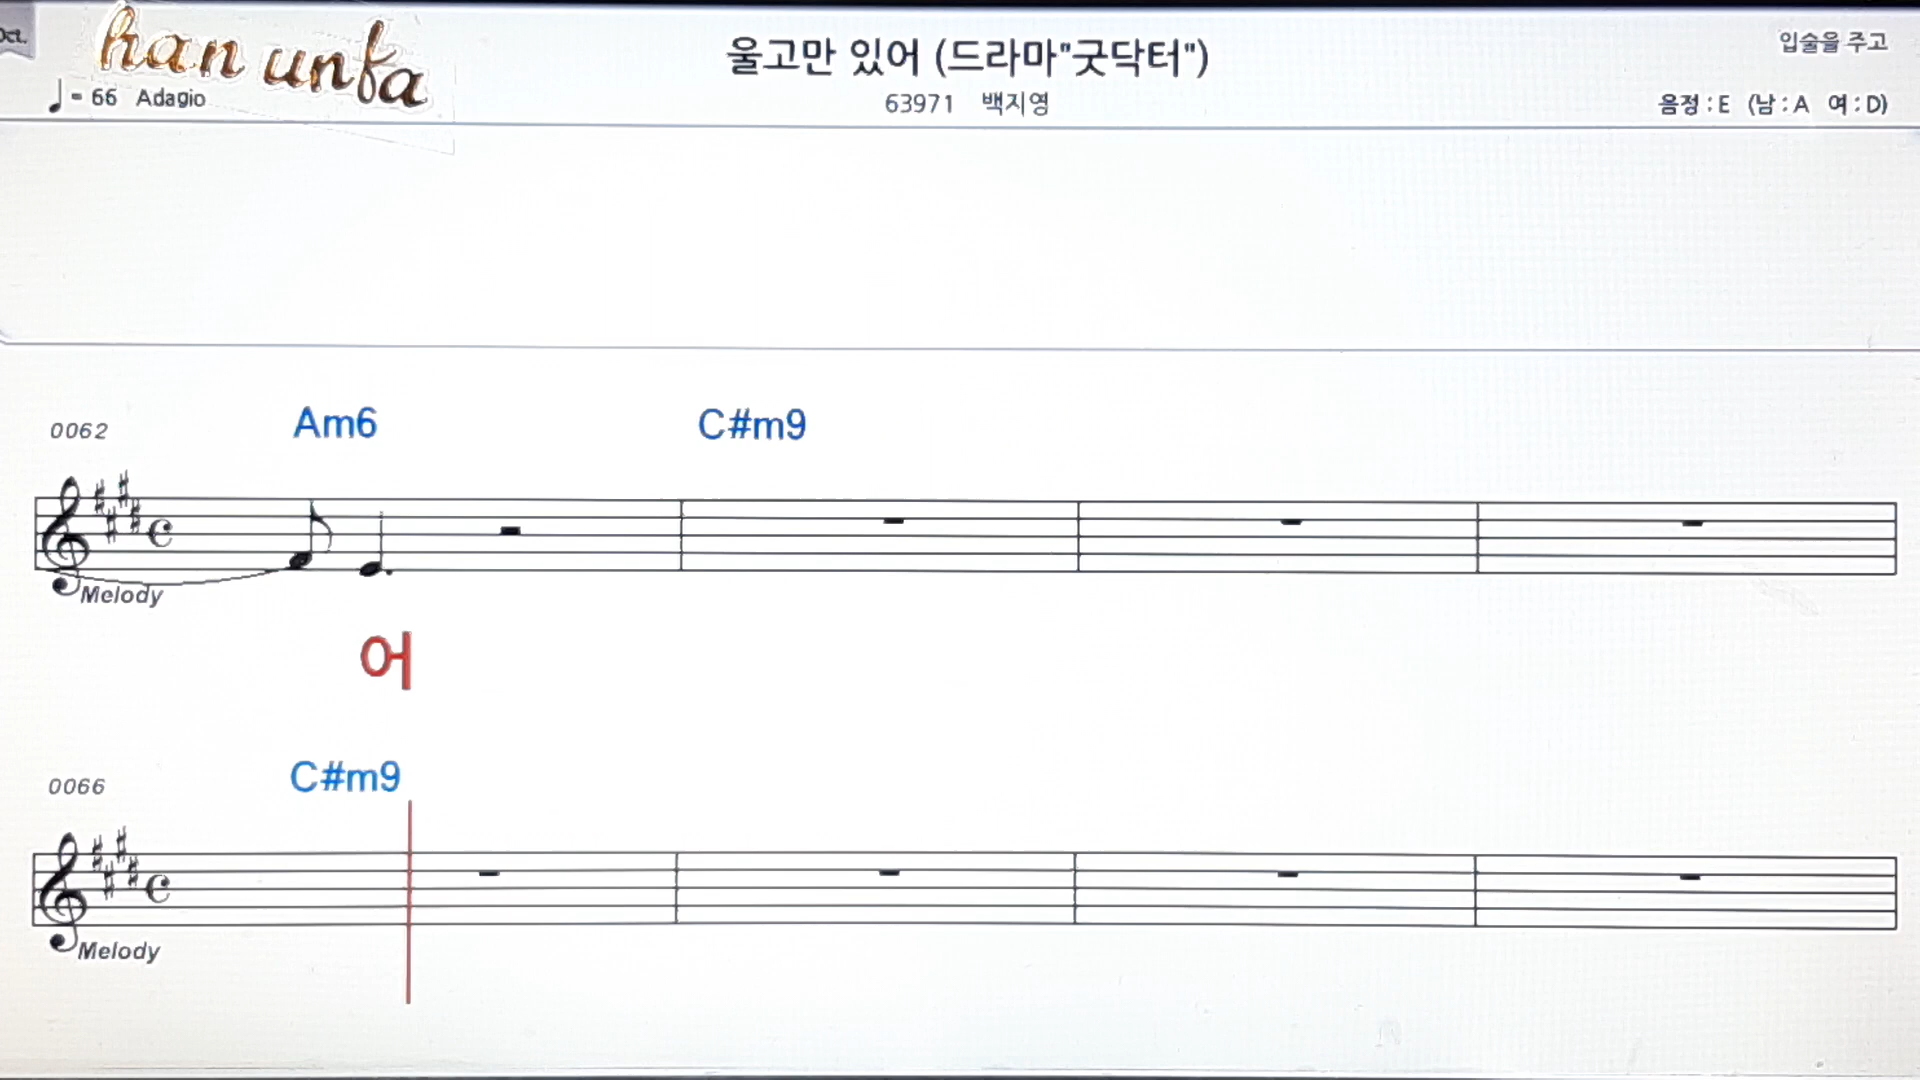 Oct.
han unfa
♩= 66 Adagio
울고만 있어 (드라마"굿닥터")
63971 백지영
입술을 주고
음정 : E (남 : A 여 : D)
0062 Am6 C#m9
Melody
어
0066 C#m9
Melody